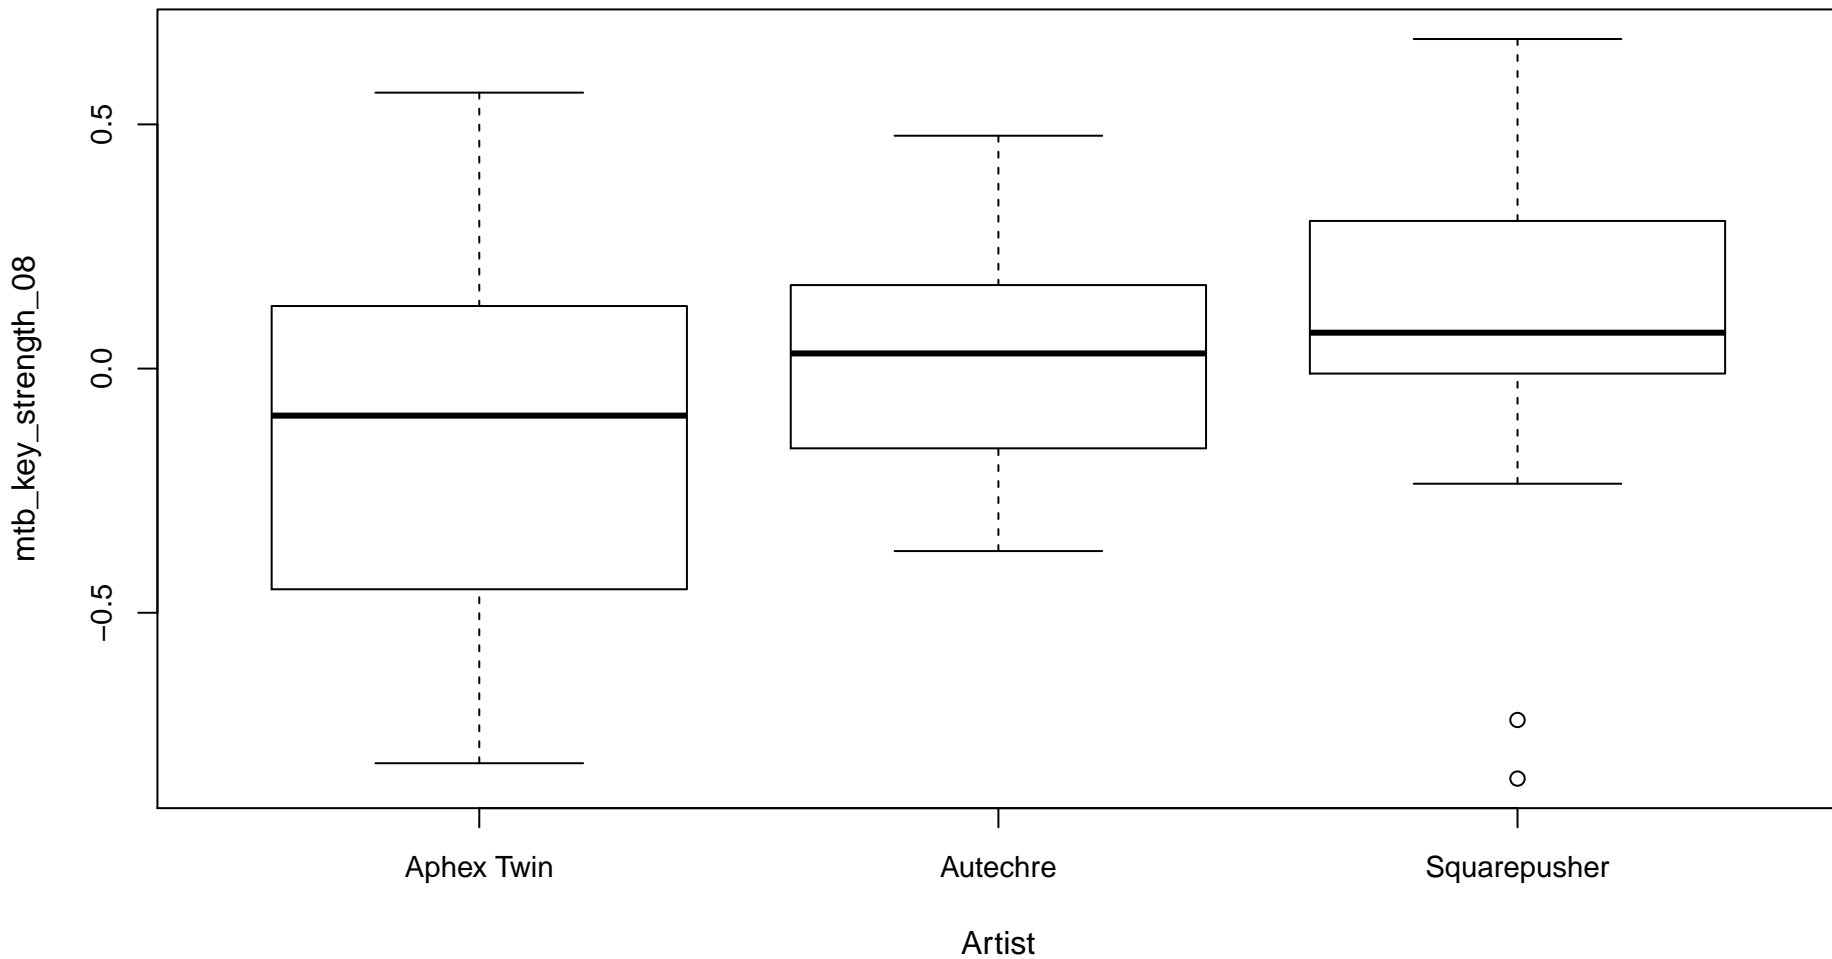 mtb_key_strength_08
0.5
0.0
−0.5
Aphex Twin
Autechre
Squarepusher
Artist